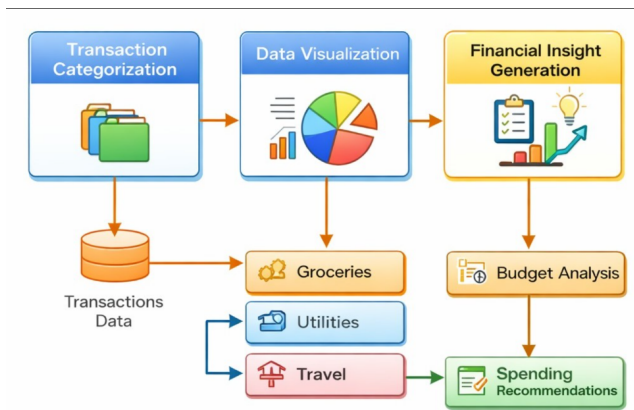 Transaction
Categorization
Data Visualization
Financial Insight
Generation
Transactions
Data
Groceries
Utilities
Travel
Budget Analysis
Spending
Recommendations